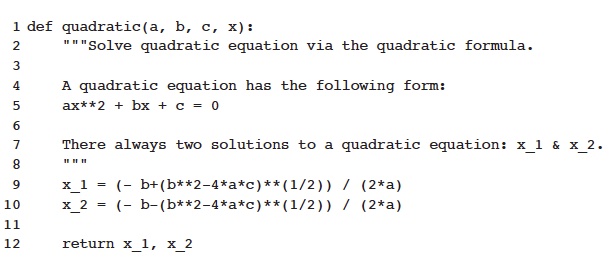 1 def quadratic(a, b, c, x):
2     """Solve quadratic equation via the quadratic formula.
3
4     A quadratic equation has the following form:
5     ax**2 + bx + c = 0
6
7     There always two solutions to a quadratic equation: x_1 & x_2.
8     """
9     x_1 = (- b+(b**2-4*a*c)**(1/2)) / (2*a)
10     x_2 = (- b-(b**2-4*a*c)**(1/2)) / (2*a)
11
12     return x_1, x_2